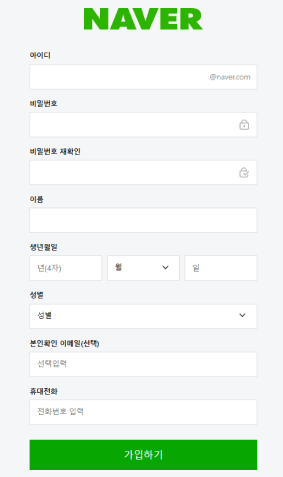 NAVER
아이디
@naver.com
비밀번호
비밀번호 재확인
이름
생년월일
년(4자) 월 일
성별
성별
본인확인 이메일(선택)
선택입력
휴대전화
전화번호 입력
가입하기